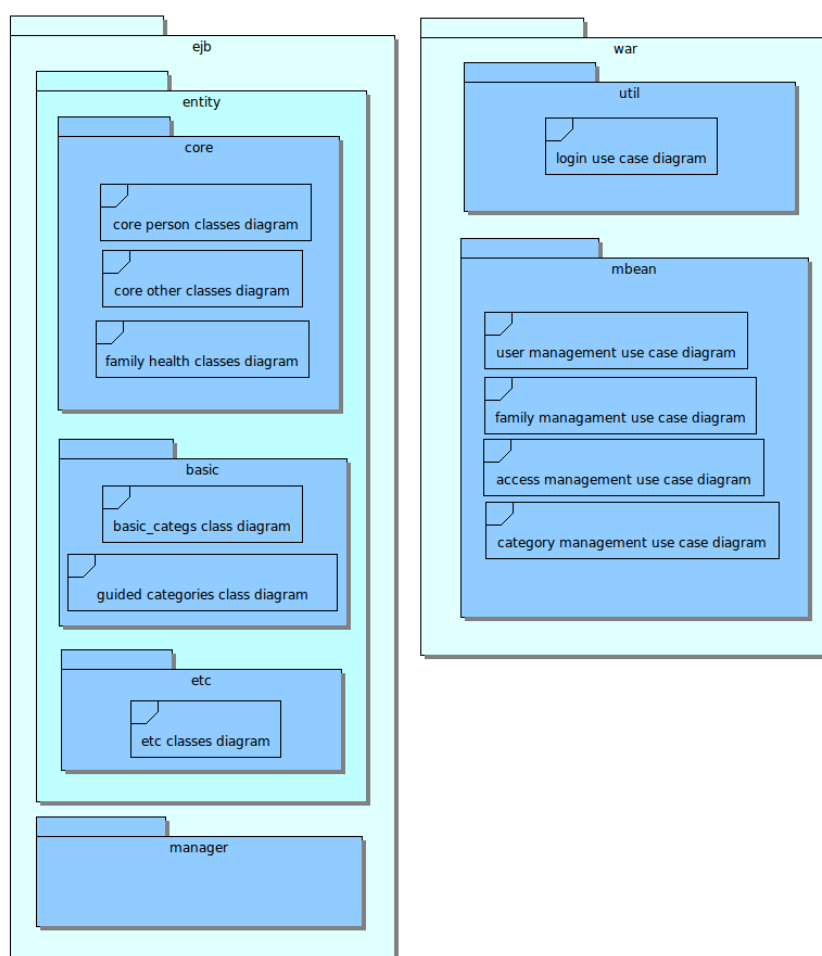 ejb
entity
core
core person classes diagram
core other classes diagram
family health classes diagram
basic
basic_categs class diagram
guided categories class diagram
etc
etc classes diagram
manager
war
util
login use case diagram
mbean
user management use case diagram
family managament use case diagram
access management use case diagram
category management use case diagram